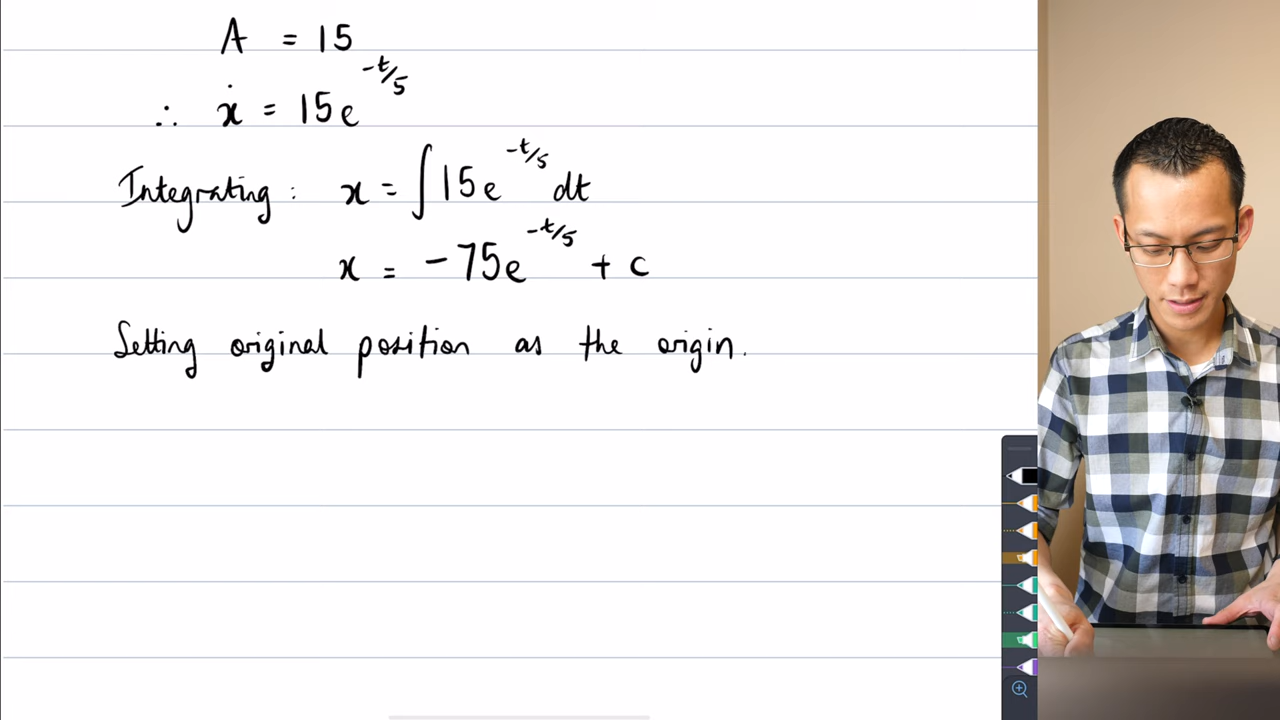 A = 15
∴ ẋ = 15e^{-t/5}
Integrating: x = ∫15e^{-t/5} dt
x = -75e^{-t/5} + c
Setting original position as the origin.